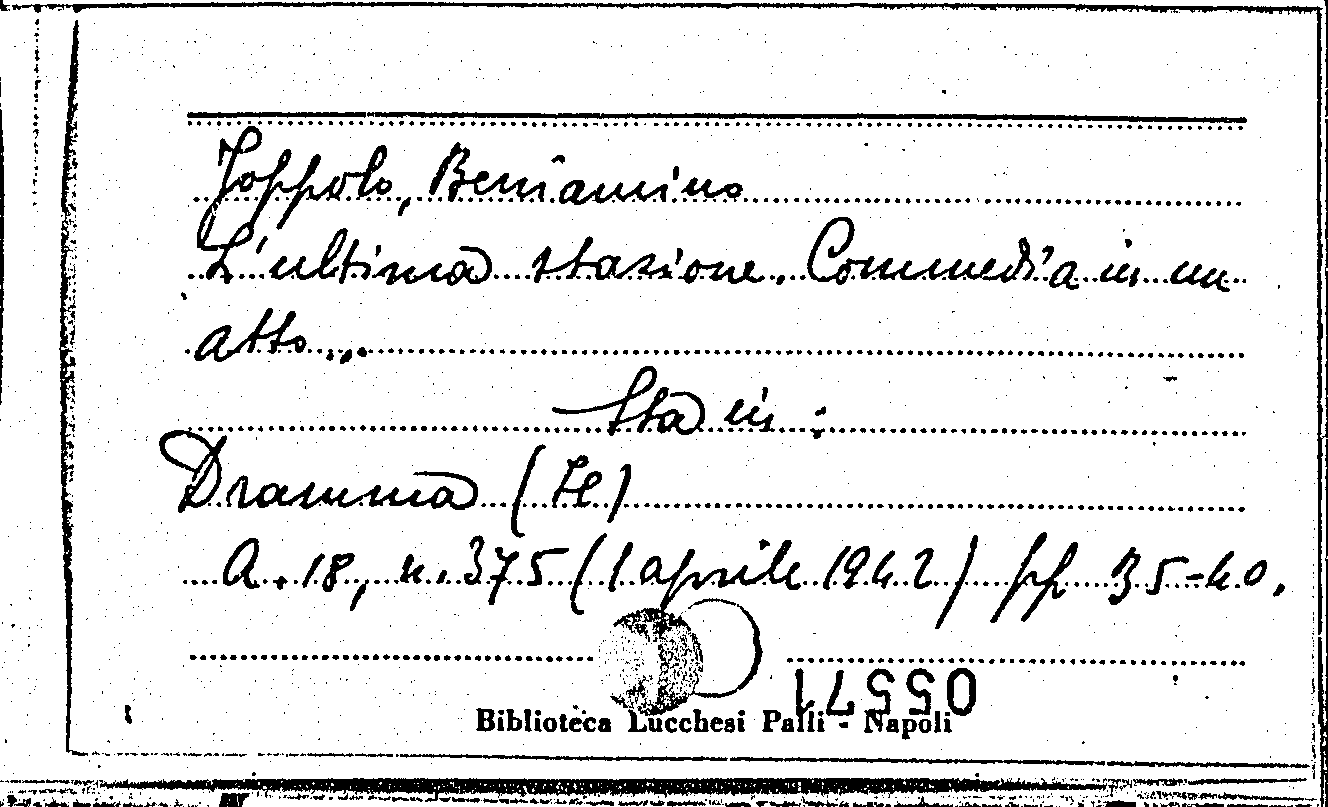 Joppolo, Beniamino
L'ultima stazione. Commedia in un
atto...
Sta in:
Dramma (Il)
A. 18, n. 375 (1 aprile 1942) pp 35-40.
05571
Biblioteca Lucchesi Palli - Napoli